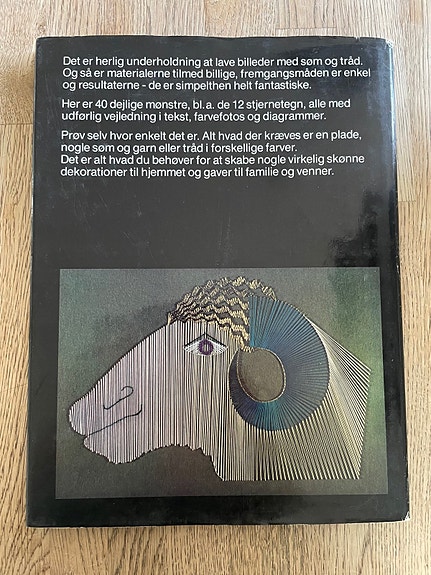 Det er herlig underholdning at lave billeder med søm og tråd.
Og så er materialerne tilmed billige, fremgangsmåden er enkel
og resultaterne - de er simpelthen helt fantastiske.
Her er 40 dejlige mønstre, bl.a. de 12 stjernetegn, alle med
udførlig vejledning i tekst, farvefotos og diagrammer.
Prøv selv hvor enkelt det er. Alt hvad der kræves er en plade,
nogle søm og garn eller tråd i forskellige farver.
Det er alt hvad du behøver for at skabe nogle virkelig skønne
dekorationer til hjemmet og gaver til familie og venner.